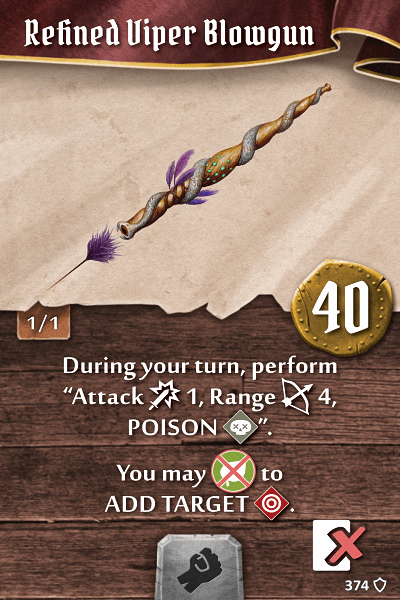 Refined Viper Blowgun
1/1
40
During your turn, perform
“Attack 1, Range 4,
POISON ”.
You may to
ADD TARGET .
374